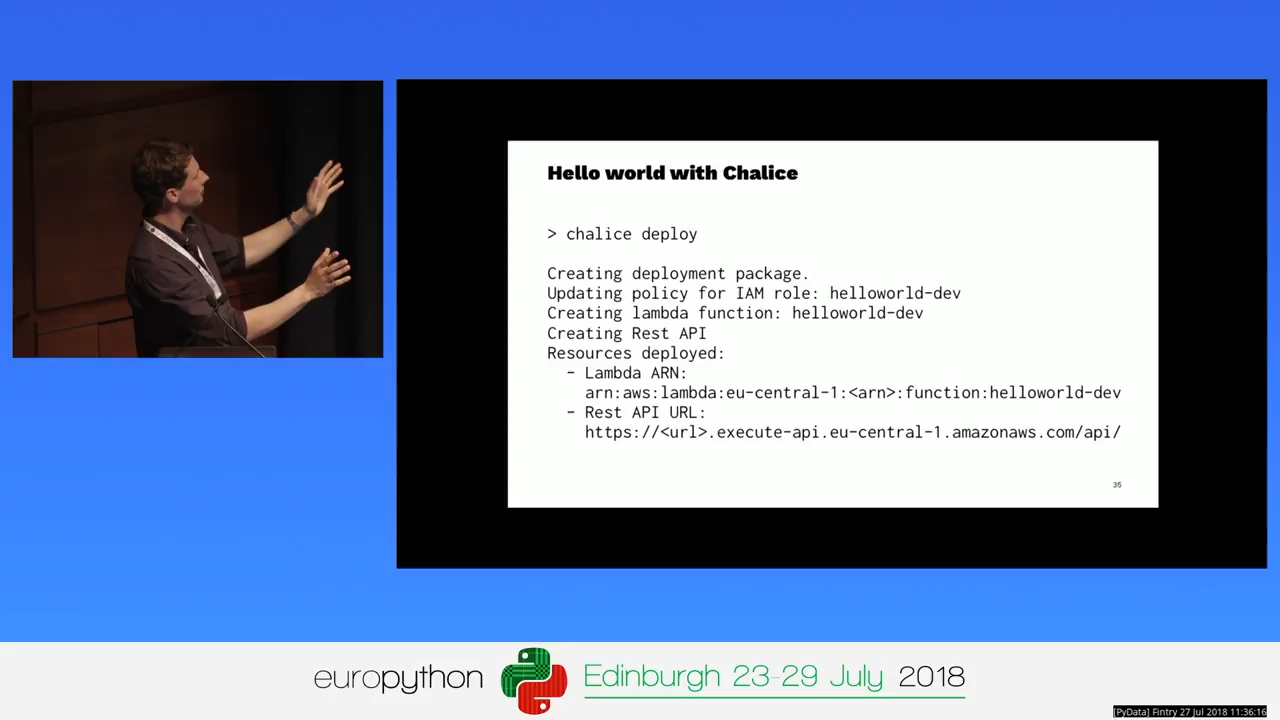 Hello world with Chalice
> chalice deploy
Creating deployment package.
Updating policy for IAM role: helloworld-dev
Creating lambda function: helloworld-dev
Creating Rest API
Resources deployed:
- Lambda ARN:
arn:aws:lambda:eu-central-1:<arn>:function:helloworld-dev
- Rest API URL:
https://<url>.execute-api.eu-central-1.amazonaws.com/api/
35
europython Edinburgh 23-29 July 2018
[PyData] Fintry 27 Jul 2018 11:36:16